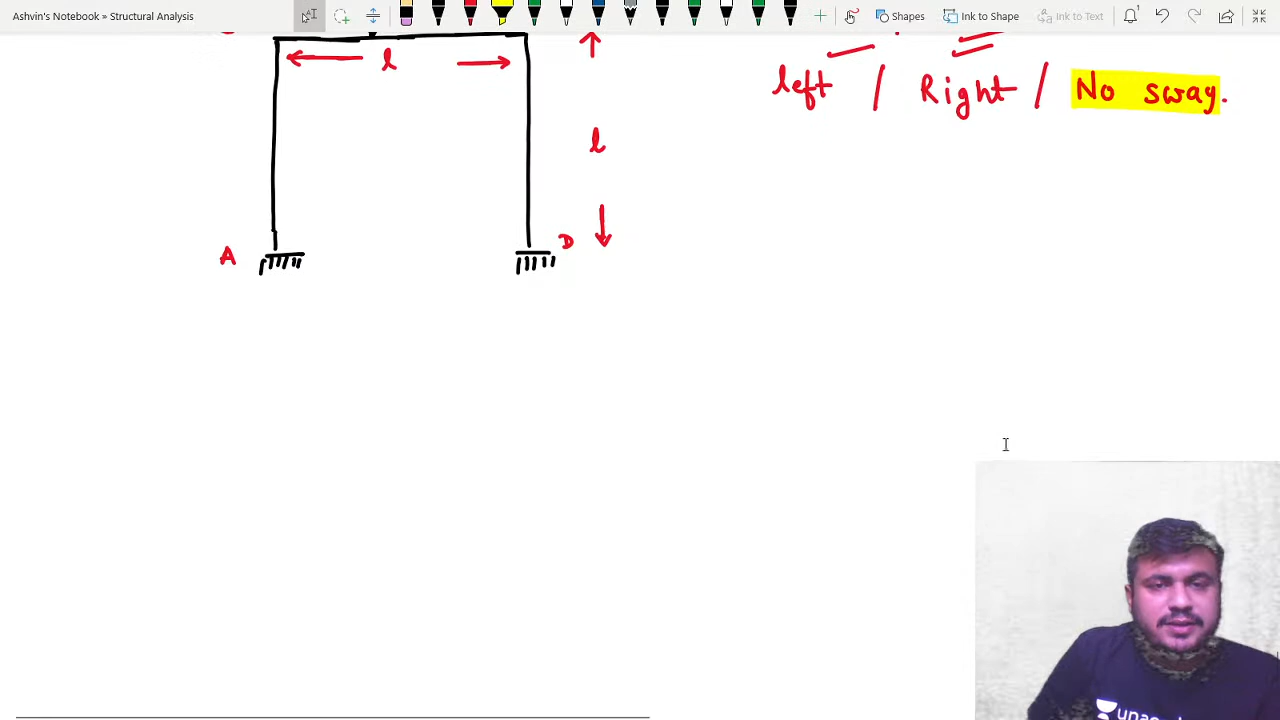 Ashvin's Notebook » Structural Analysis
Shapes
Ink to Shape
Ink to Text
l
l
left / Right / No sway.
A
D